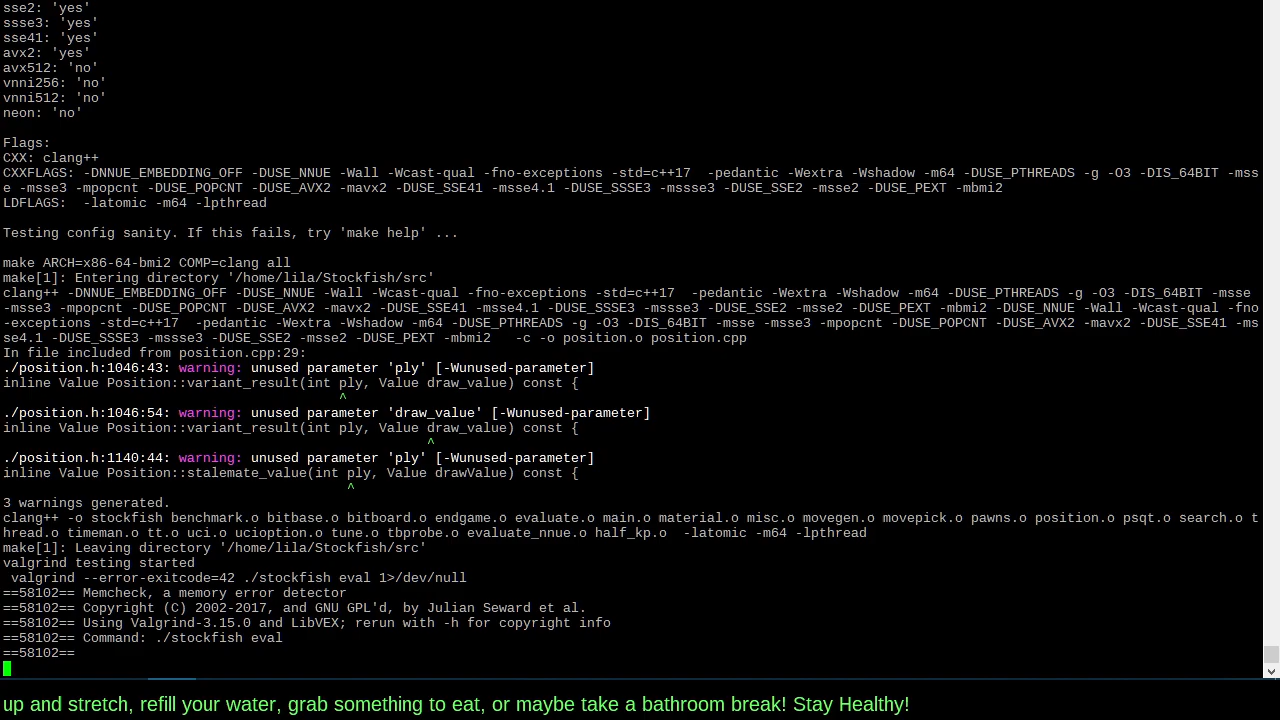 sse2: 'yes'
ssse3: 'yes'
sse41: 'yes'
avx2: 'yes'
avx512: 'no'
vnni256: 'no'
vnni512: 'no'
neon: 'no'
Flags:
CXX: clang++
CXXFLAGS: -DNNUE_EMBEDDING_OFF -DUSE_NNUE -Wall -Wcast-qual -fno-exceptions -std=c++17  -pedantic -Wextra -Wshadow -m64 -DUSE_PTHREADS -g -O3 -DIS_64BIT -mss
e -msse3 -mpopcnt -DUSE_POPCNT -DUSE_AVX2 -mavx2 -DUSE_SSE41 -msse4.1 -DUSE_SSSE3 -mssse3 -DUSE_SSE2 -msse2 -DUSE_PEXT -mbmi2
LDFLAGS:  -latomic -m64 -lpthread
Testing config sanity. If this fails, try 'make help' ...
make ARCH=x86-64-bmi2 COMP=clang all
make[1]: Entering directory '/home/lila/Stockfish/src'
clang++ -DNNUE_EMBEDDING_OFF -DUSE_NNUE -Wall -Wcast-qual -fno-exceptions -std=c++17  -pedantic -Wextra -Wshadow -m64 -DUSE_PTHREADS -g -O3 -DIS_64BIT -msse
-msse3 -mpopcnt -DUSE_POPCNT -DUSE_AVX2 -mavx2 -DUSE_SSE41 -msse4.1 -DUSE_SSSE3 -mssse3 -DUSE_SSE2 -msse2 -DUSE_PEXT -mbmi2 -DUSE_NNUE -Wall -Wcast-qual -fno
-exceptions -std=c++17  -pedantic -Wextra -Wshadow -m64 -DUSE_PTHREADS -g -O3 -DIS_64BIT -msse -msse3 -mpopcnt -DUSE_POPCNT -DUSE_AVX2 -mavx2 -DUSE_SSE41 -ms
se4.1 -DUSE_SSSE3 -mssse3 -DUSE_SSE2 -msse2 -DUSE_PEXT -mbmi2   -c -o position.o position.cpp
In file included from position.cpp:29:
./position.h:1046:43: warning: unused parameter 'ply' [-Wunused-parameter]
inline Value Position::variant_result(int ply, Value draw_value) const {
^
./position.h:1046:54: warning: unused parameter 'draw_value' [-Wunused-parameter]
inline Value Position::variant_result(int ply, Value draw_value) const {
^
./position.h:1140:44: warning: unused parameter 'ply' [-Wunused-parameter]
inline Value Position::stalemate_value(int ply, Value drawValue) const {
^
3 warnings generated.
clang++ -o stockfish benchmark.o bitbase.o bitboard.o endgame.o evaluate.o main.o material.o misc.o movegen.o movepick.o pawns.o position.o psqt.o search.o t
hread.o timeman.o tt.o uci.o ucioption.o tune.o tbprobe.o evaluate_nnue.o half_kp.o  -latomic -m64 -lpthread
make[1]: Leaving directory '/home/lila/Stockfish/src'
valgrind testing started
valgrind --error-exitcode=42 ./stockfish eval 1>/dev/null
==58102== Memcheck, a memory error detector
==58102== Copyright (C) 2002-2017, and GNU GPL'd, by Julian Seward et al.
==58102== Using Valgrind-3.15.0 and LibVEX; rerun with -h for copyright info
==58102== Command: ./stockfish eval
==58102==
up and stretch, refill your water, grab something to eat, or maybe take a bathroom break! Stay Healthy!